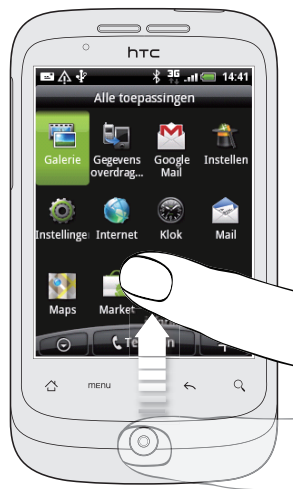 htc
3G 14:41
Alle toepassingen
Galerie Gegevens overdrag... Google Mail Instellen
Instellinge Internet Klok Mail
Maps Market
MENU